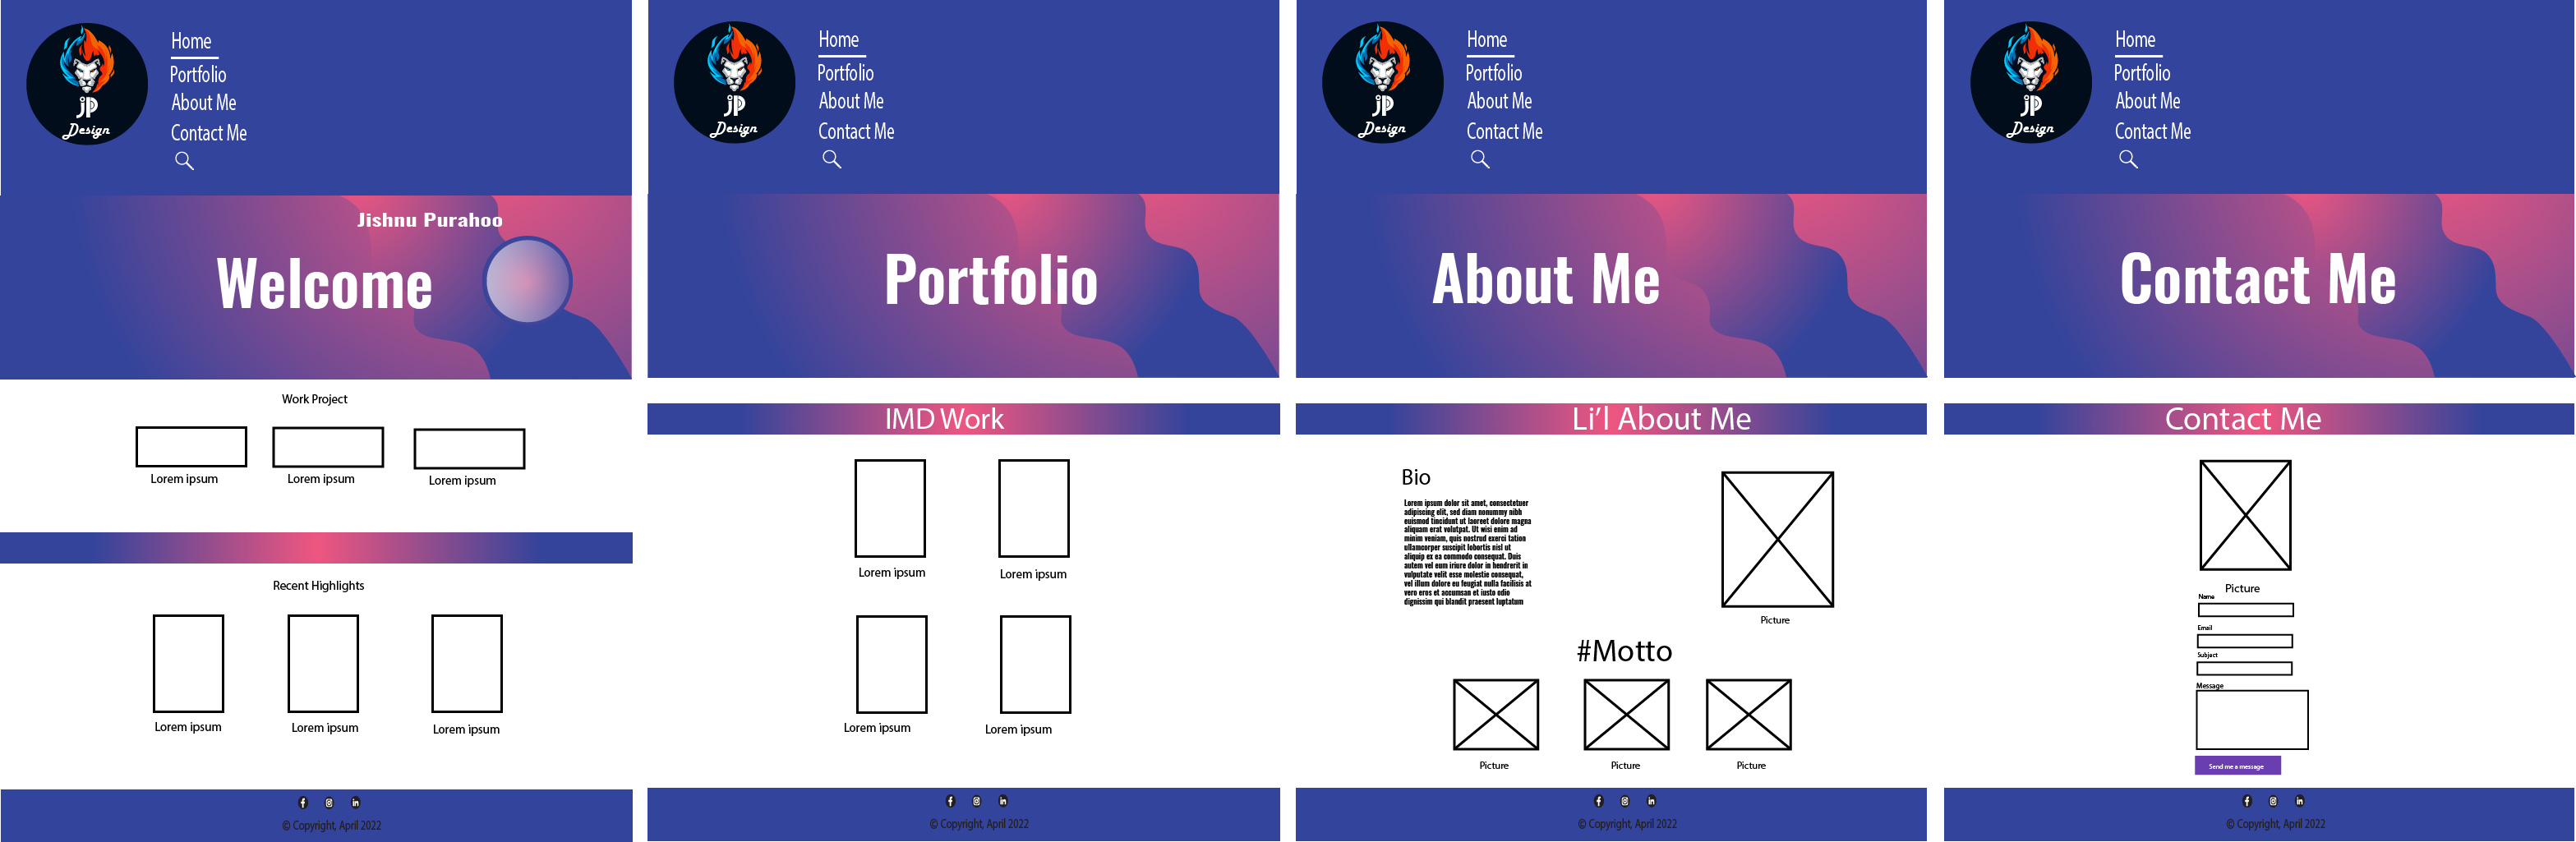 jP
Design
Home
Portfolio
About Me
Contact Me
Jishnu Purahoo
Welcome
Work Project
Lorem ipsum
Lorem ipsum
Lorem ipsum
Recent Highlights
Lorem ipsum
Lorem ipsum
Lorem ipsum
© Copyright, April 2022
jP
Design
Home
Portfolio
About Me
Contact Me
Portfolio
IMD Work
Lorem ipsum
Lorem ipsum
Lorem ipsum
Lorem ipsum
© Copyright, April 2022
jP
Design
Home
Portfolio
About Me
Contact Me
About Me
Li’l About Me
Bio
Lorem ipsum dolor sit amet, consectetuer
adipiscing elit, sed diam nonummy nibh
euismod tincidunt ut laoreet dolore magna
aliquam erat volutpat. Ut wisi enim ad
minim veniam, quis nostrud exerci tation
ullamcorper suscipit lobortis nisl ut
aliquip ex ea commodo consequat. Duis
autem vel eum iriure dolor in hendrerit in
vulputate velit esse molestie consequat,
vel illum dolore eu feugiat nulla facilisis at
vero eros et accumsan et iusto odio
dignissim qui blandit praesent luptatum
Picture
#Motto
Picture
Picture
Picture
© Copyright, April 2022
jP
Design
Home
Portfolio
About Me
Contact Me
Contact Me
Contact Me
Picture
Name
Email
Subject
Message
Send me a message
© Copyright, April 2022